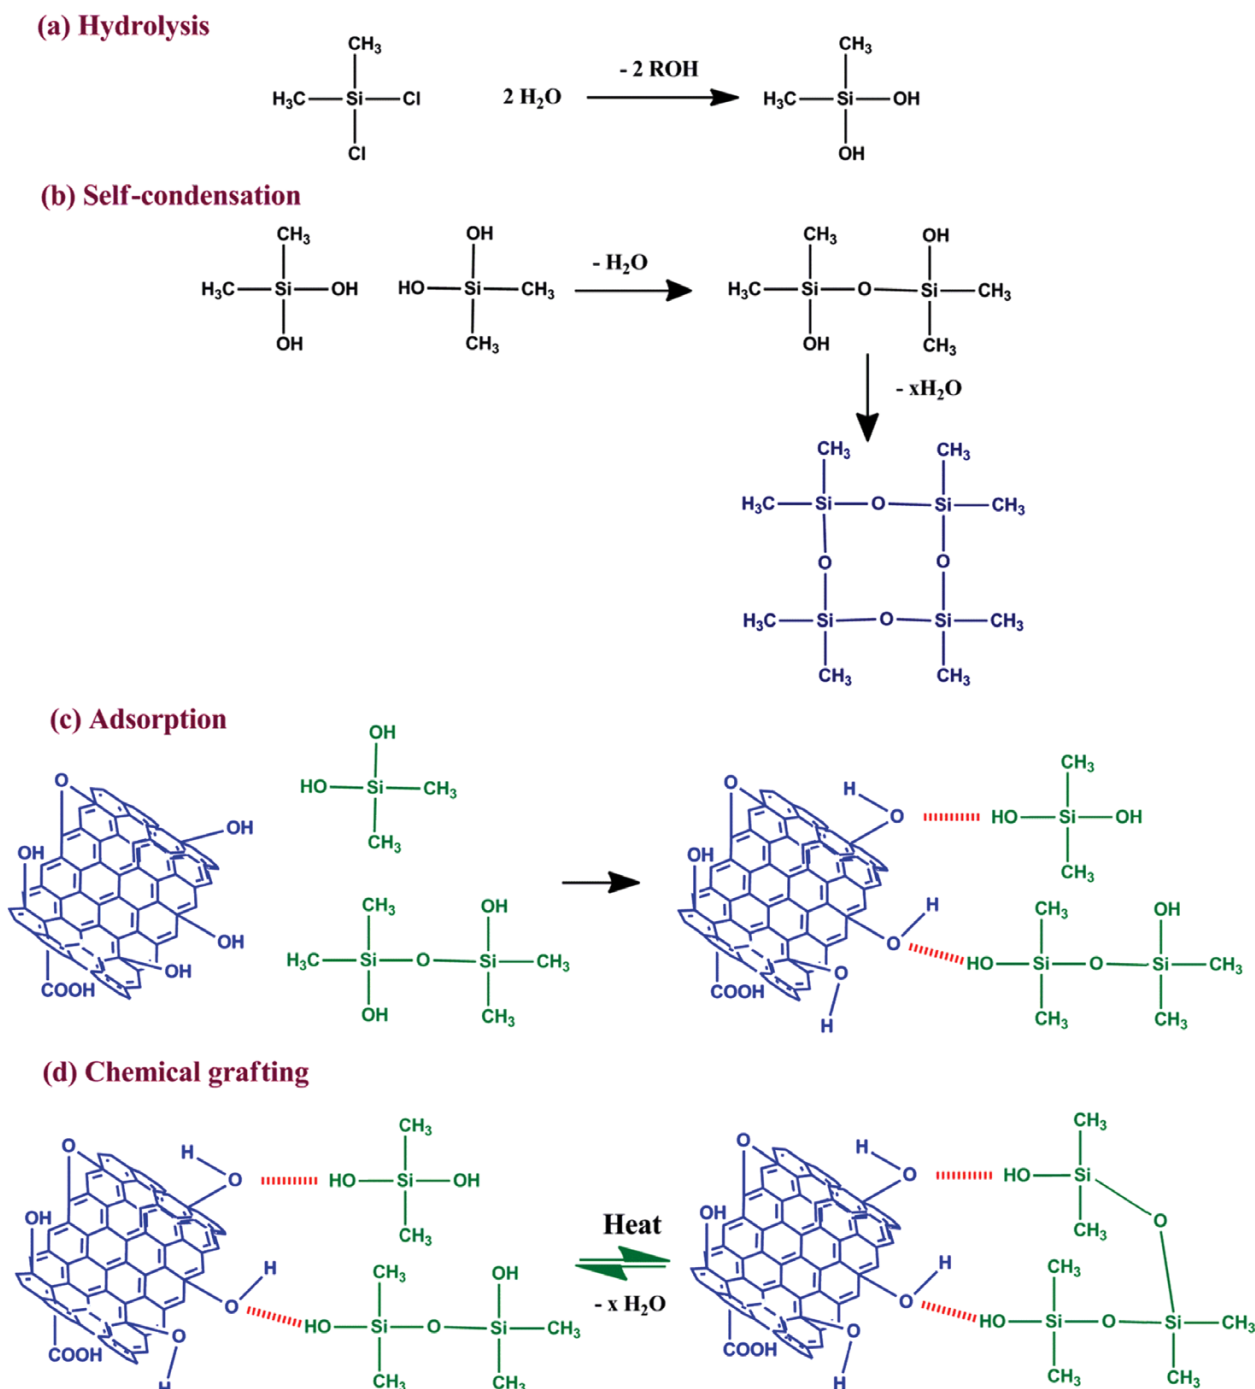 (a) Hydrolysis
CH3
H3C Si Cl
Cl
2 H2O
- 2 ROH
CH3
H3C Si OH
OH
(b) Self-condensation
CH3
H3C Si OH
OH
OH
HO Si CH3
CH3
- H2O
CH3 OH
H3C Si O Si CH3
OH CH3
- xH2O
CH3 CH3
H3C Si O Si CH3
O O
H3C Si O Si CH3
CH3 CH3
(c) Adsorption
O
OH
OH
OH
OH
COOH
OH
HO Si CH3
CH3
CH3 OH
H3C Si O Si CH3
OH CH3
O
H O
OH
H
O
O
H
COOH
CH3
HO Si OH
CH3
CH3 OH
HO Si O Si CH3
CH3 CH3
(d) Chemical grafting
O
H O
OH
H
O
O
H
COOH
CH3
HO Si OH
CH3
CH3 OH
HO Si O Si CH3
CH3 CH3
Heat
- x H2O
O
H O
OH
H
O
O
H
COOH
CH3
HO Si
CH3 O
CH3
HO Si O Si CH3
CH3 CH3